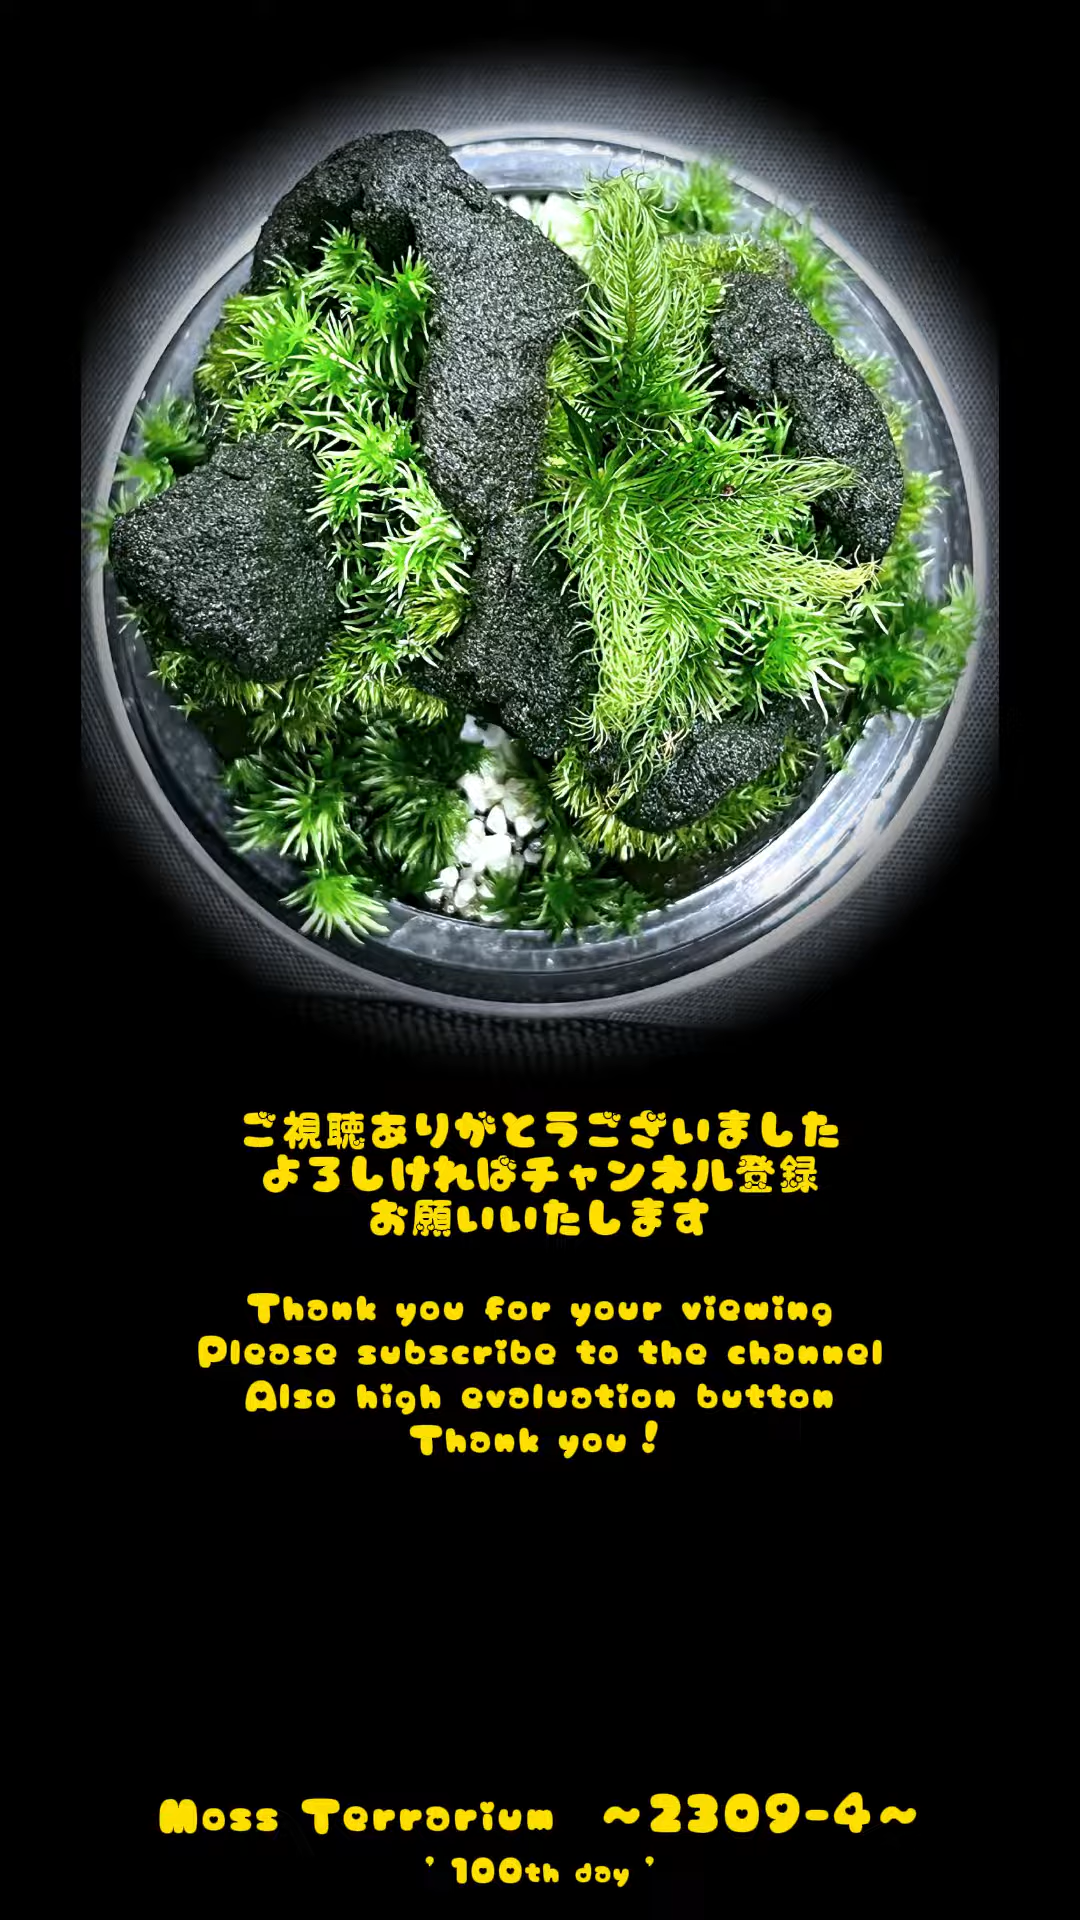 ご視聴ありがとうございました
よろしければチャンネル登録
お願いいたします
Thank you for your viewing
Please subscribe to the channel
Also high evaluation button
Thank you！
Moss Terrarium ～2309-4～
’100th day’